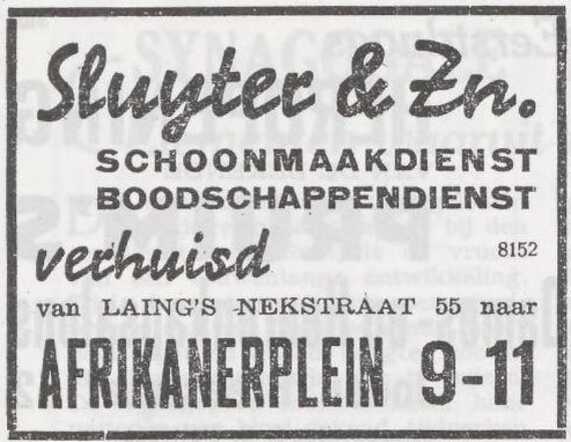 Sluyter & Zn.
SCHOONMAAKDIENST
BOODSCHAPPENDIENST
verhuisd
8152
van LAING'S -NEKSTRAAT 55 naar
AFRIKANERPLEIN 9-11